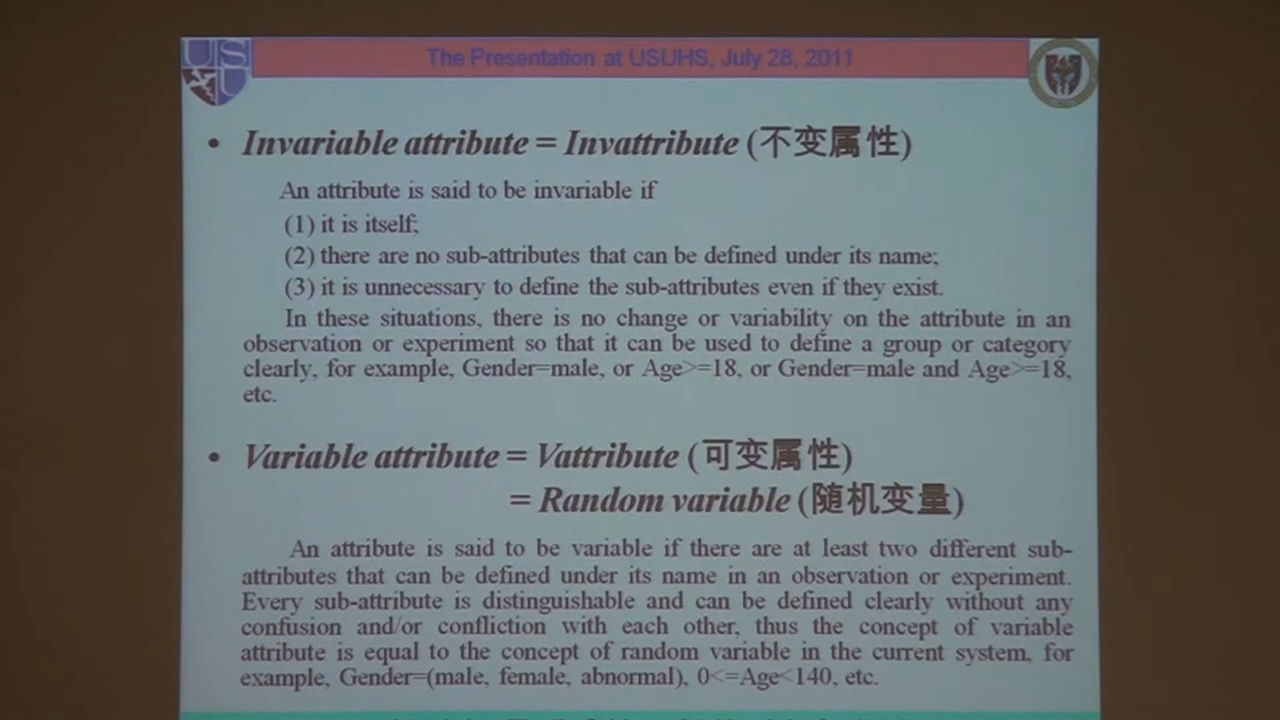 The Presentation at USUHS, July 28, 2011
• Invariable attribute = Invattribute (不变属性)
An attribute is said to be invariable if
(1) it is itself;
(2) there are no sub-attributes that can be defined under its name;
(3) it is unnecessary to define the sub-attributes even if they exist.
In these situations, there is no change or variability on the attribute in an
observation or experiment so that it can be used to define a group or category
clearly, for example, Gender=male, or Age>=18, or Gender=male and Age>=18,
etc.
• Variable attribute = Vattribute (可变属性)
= Random variable (随机变量)
An attribute is said to be variable if there are at least two different sub-
attributes that can be defined under its name in an observation or experiment.
Every sub-attribute is distinguishable and can be defined clearly without any
confusion and/or confliction with each other, thus the concept of variable
attribute is equal to the concept of random variable in the current system, for
example, Gender=(male, female, abnormal), 0<=Age<140, etc.